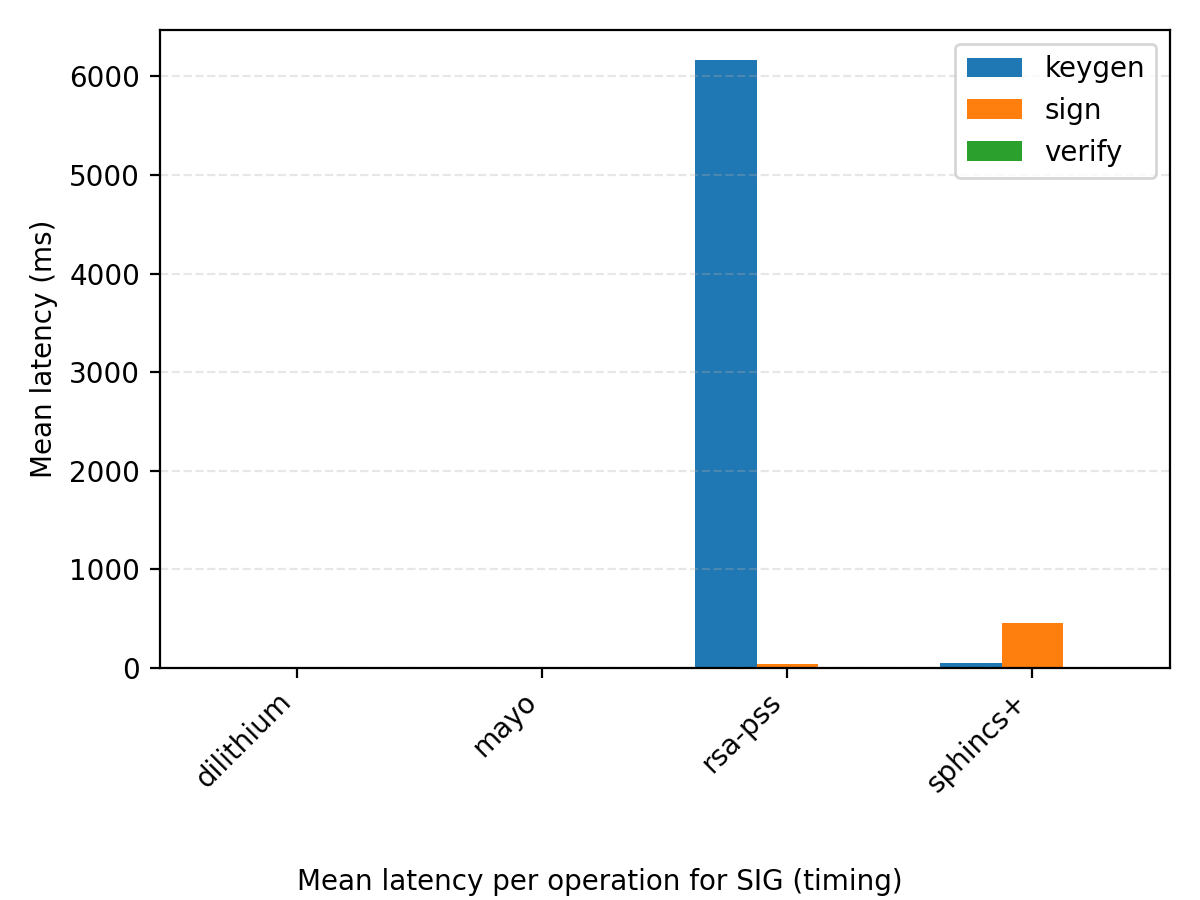 6000
5000
4000
3000
2000
1000
0
Mean latency (ms)
keygen
sign
verify
dilithium
mayo
rsa-pss
sphincs+
Mean latency per operation for SIG (timing)